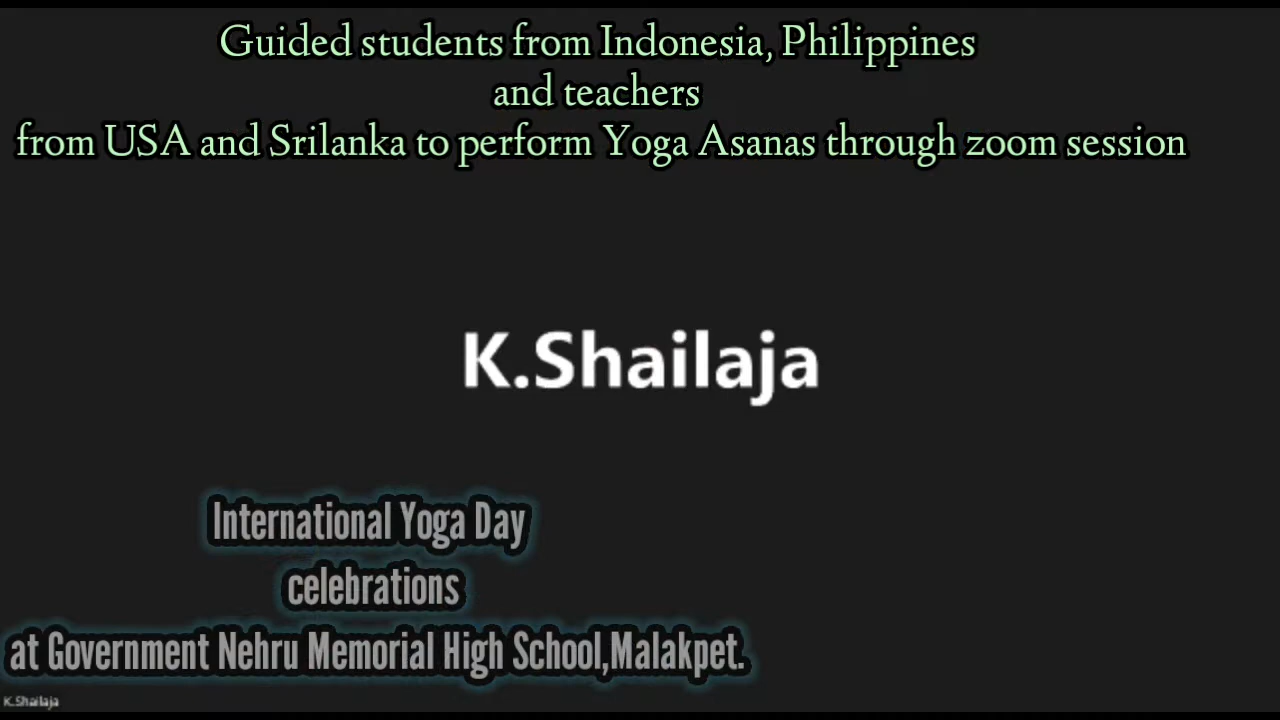 Guided students from Indonesia, Philippines
and teachers
from USA and Srilanka to perform Yoga Asanas through zoom session
K.Shailaja
International Yoga Day
celebrations
at Government Nehru Memorial High School,Malakpet.
K.Shailaja